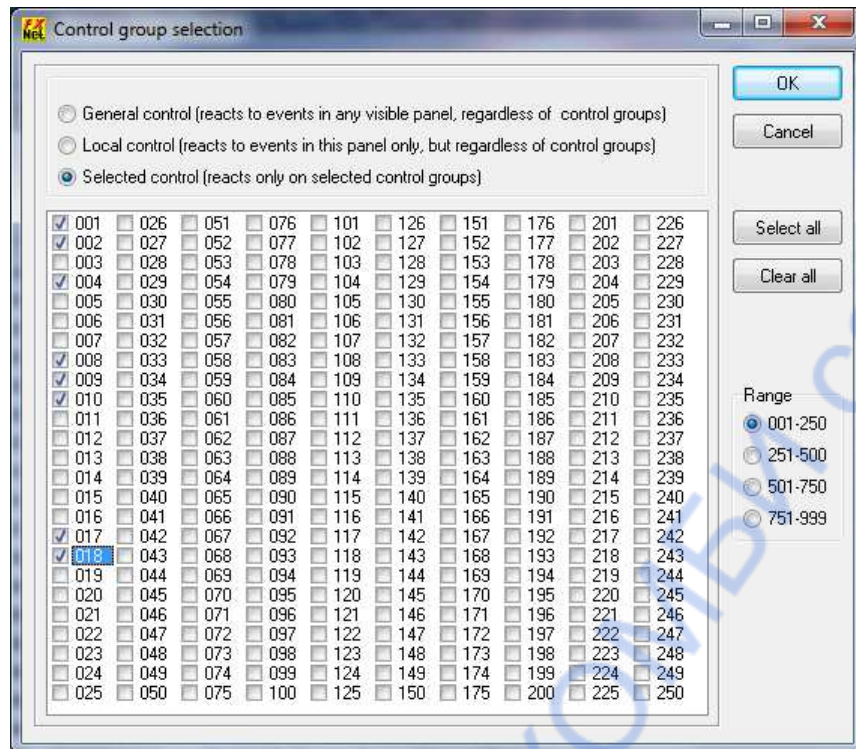 FX Net Control group selection
General control (reacts to events in any visible panel, regardless of control groups)
Local control (reacts to events in this panel only, but regardless of control groups)
Selected control (reacts only on selected control groups)
001 026 051 076 101 126 151 176 201 226
002 027 052 077 102 127 152 177 202 227
003 028 053 078 103 128 153 178 203 228
004 029 054 079 104 129 154 179 204 229
005 030 055 080 105 130 155 180 205 230
006 031 056 081 106 131 156 181 206 231
007 032 057 082 107 132 157 182 207 232
008 033 058 083 108 133 158 183 208 233
009 034 059 084 109 134 159 184 209 234
010 035 060 085 110 135 160 185 210 235
011 036 061 086 111 136 161 186 211 236
012 037 062 087 112 137 162 187 212 237
013 038 063 088 113 138 163 188 213 238
014 039 064 089 114 139 164 189 214 239
015 040 065 090 115 140 165 190 215 240
016 041 066 091 116 141 166 191 216 241
017 042 067 092 117 142 167 192 217 242
018 043 068 093 118 143 168 193 218 243
019 044 069 094 119 144 169 194 219 244
020 045 070 095 120 145 170 195 220 245
021 046 071 096 121 146 171 196 221 246
022 047 072 097 122 147 172 197 222 247
023 048 073 098 123 148 173 198 223 248
024 049 074 099 124 149 174 199 224 249
025 050 075 100 125 150 175 200 225 250
OK
Cancel
Select all
Clear all
Range
001-250
251-500
501-750
751-999